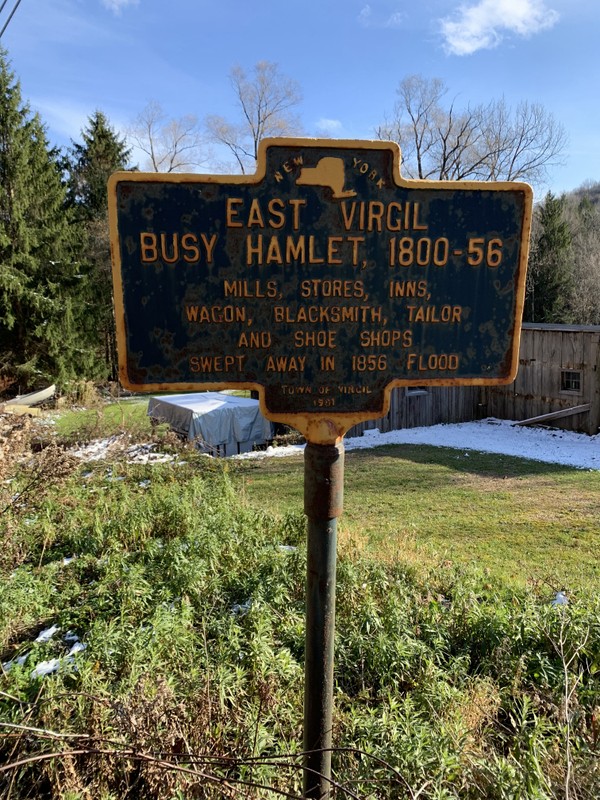 NEW YORK
EAST VIRGIL
BUSY HAMLET, 1800-56
MILLS, STORES, INNS,
WAGON, BLACKSMITH, TAILOR
AND SHOE SHOPS
SWEPT AWAY IN 1856 FLOOD
TOWN OF VIRGIL
1981